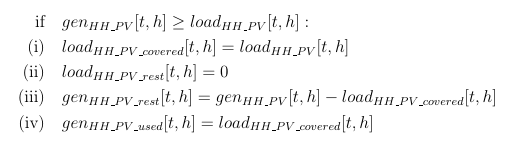 if gen_{HH_PV}[t, h] ≥ load_{HH_PV}[t, h] :
(i) load_{HH_PV_covered}[t, h] = load_{HH_PV}[t, h]
(ii) load_{HH_PV_rest}[t, h] = 0
(iii) gen_{HH_PV_rest}[t, h] = gen_{HH_PV}[t, h] − load_{HH_PV_covered}[t, h]
(iv) gen_{HH_PV_used}[t, h] = load_{HH_PV_covered}[t, h]